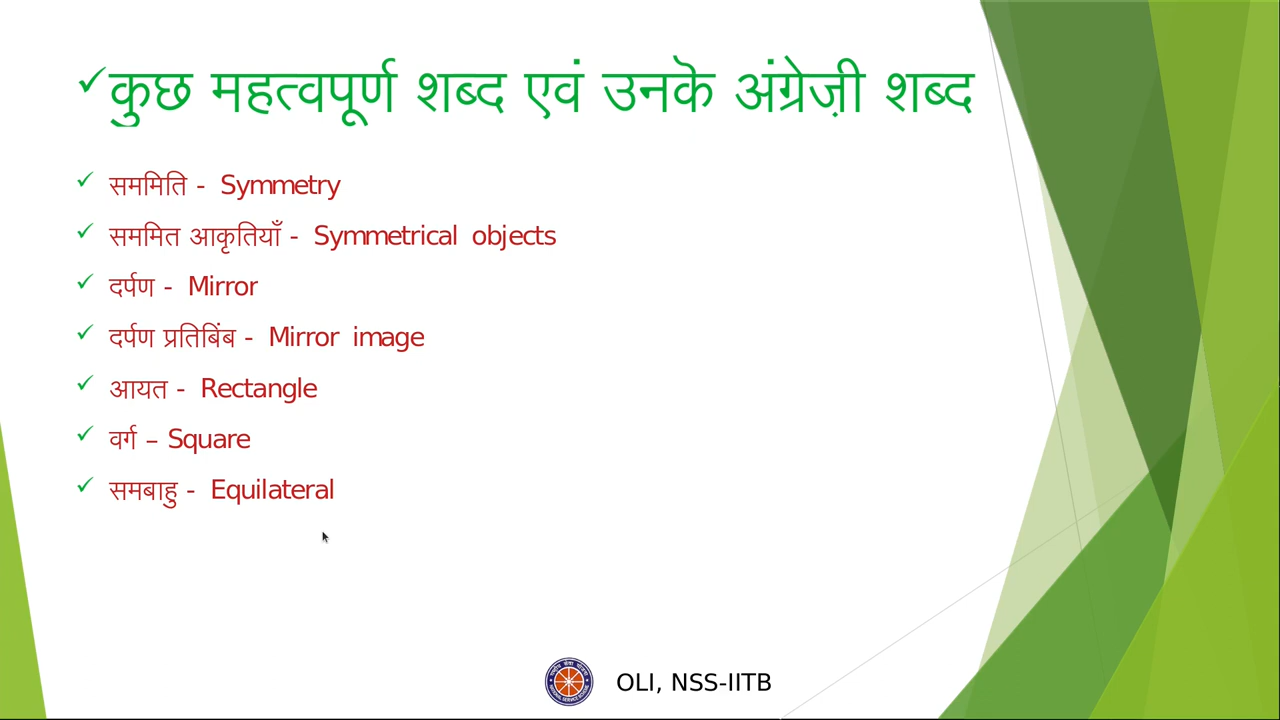 ✓कुछ महत्वपूर्ण शब्द एवं उनके अंग्रेज़ी शब्द
✓ सममिति - Symmetry
✓ सममित आकृतियाँ - Symmetrical objects
✓ दर्पण - Mirror
✓ दर्पण प्रतिबिंब - Mirror image
✓ आयत - Rectangle
✓ वर्ग – Square
✓ समबाहु - Equilateral
OLI, NSS-IITB